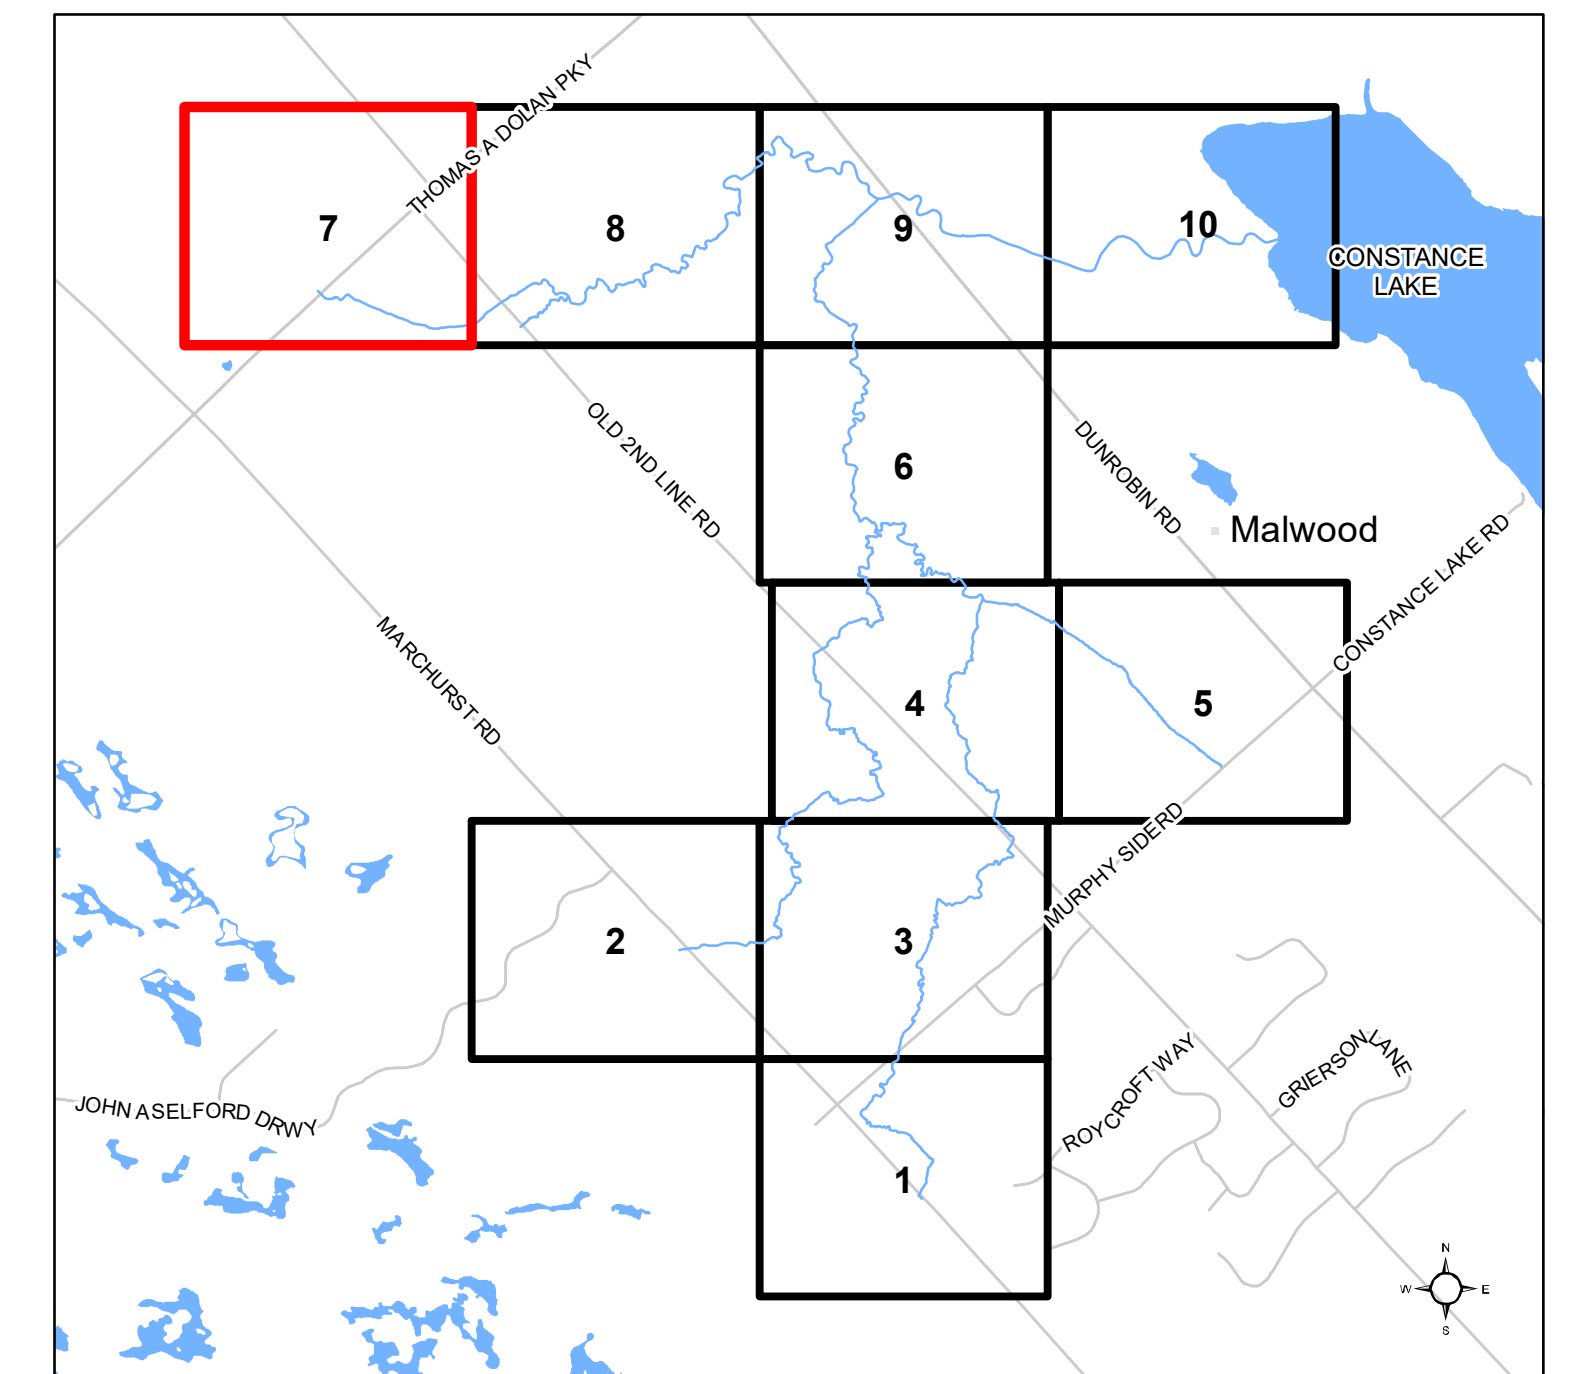 THOMAS A DOLAN PKY
7
8
9
10
CONSTANCE
LAKE
OLD 2ND LINE RD
6
DUNROBIN RD
Malwood
CONSTANCE LAKE RD
MARCHURST RD
4
5
MURPHY SIDERD
2
3
JOHN ASELFORD DRWY
ROYCROFT WAY
GRIERSON LANE
1
N
W
E
S